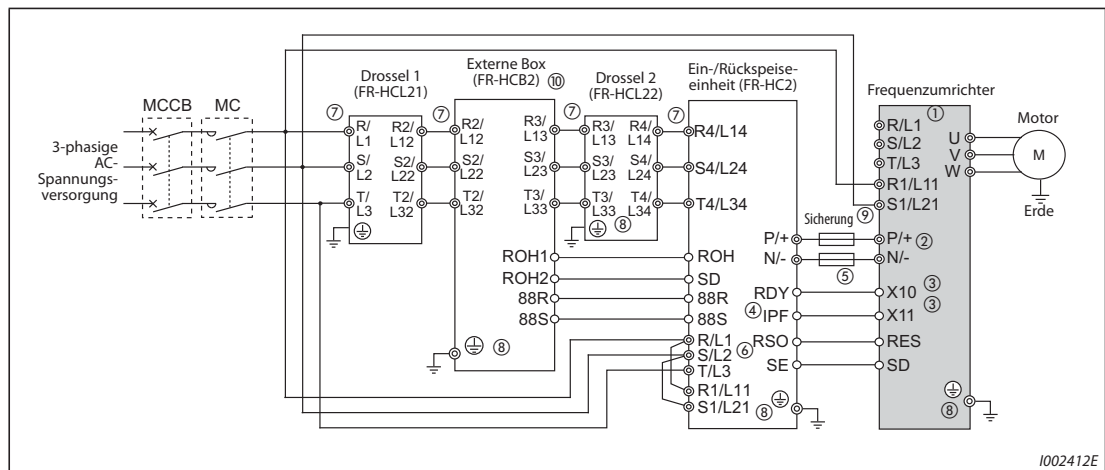 MCCB
MC
3-phasige
AC-
Spannungs-
versorgung
Drossel 1
(FR-HCL21)
⑦
R/
L1
R2/
L12
S/
L2
S2/
L22
T/
L3
T2/
L32
Externe Box
(FR-HCB2) ⑩
⑦
R2/
L12
R3/
L13
S2/
L22
S3/
L23
T2/
L32
T3/
L33
ROH1
ROH2
88R
88S
⑧
Drossel 2
(FR-HCL22)
⑦
R3/
L13
R4/
L14
S3/
L23
S4/
L24
T3/
L33
T4/
L34
⑧
Ein-/Rückspeise-
einheit (FR-HC2)
⑦
R4/L14
S4/L24
T4/L34
P/+
N/-
ROH
SD
88R
88S
RDY
④ IPF
RSO
SE
R/L1
S/L2 ⑥
T/L3
R1/L11
S1/L21 ⑧
Sicherung
⑤
Frequenzumrichter
①
R/L1
S/L2
T/L3
R1/L11
S1/L21
⑨
P/+ ②
N/-
X10 ③
③
X11
RES
SD
⑧
U
V
W
Motor
M
Erde
I002412E